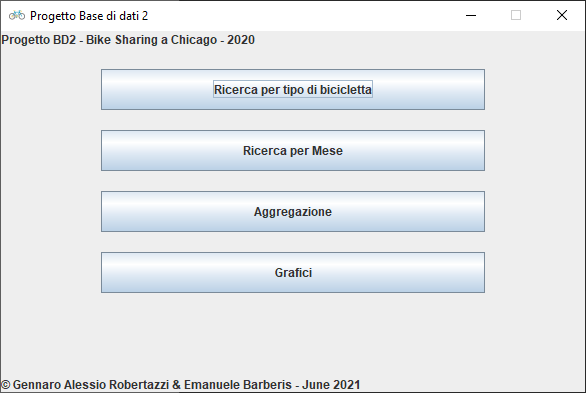 Progetto Base di dati 2
Progetto BD2 - Bike Sharing a Chicago - 2020
Ricerca per tipo di bicicletta
Ricerca per Mese
Aggregazione
Grafici
© Gennaro Alessio Robertazzi & Emanuele Barberis - June 2021